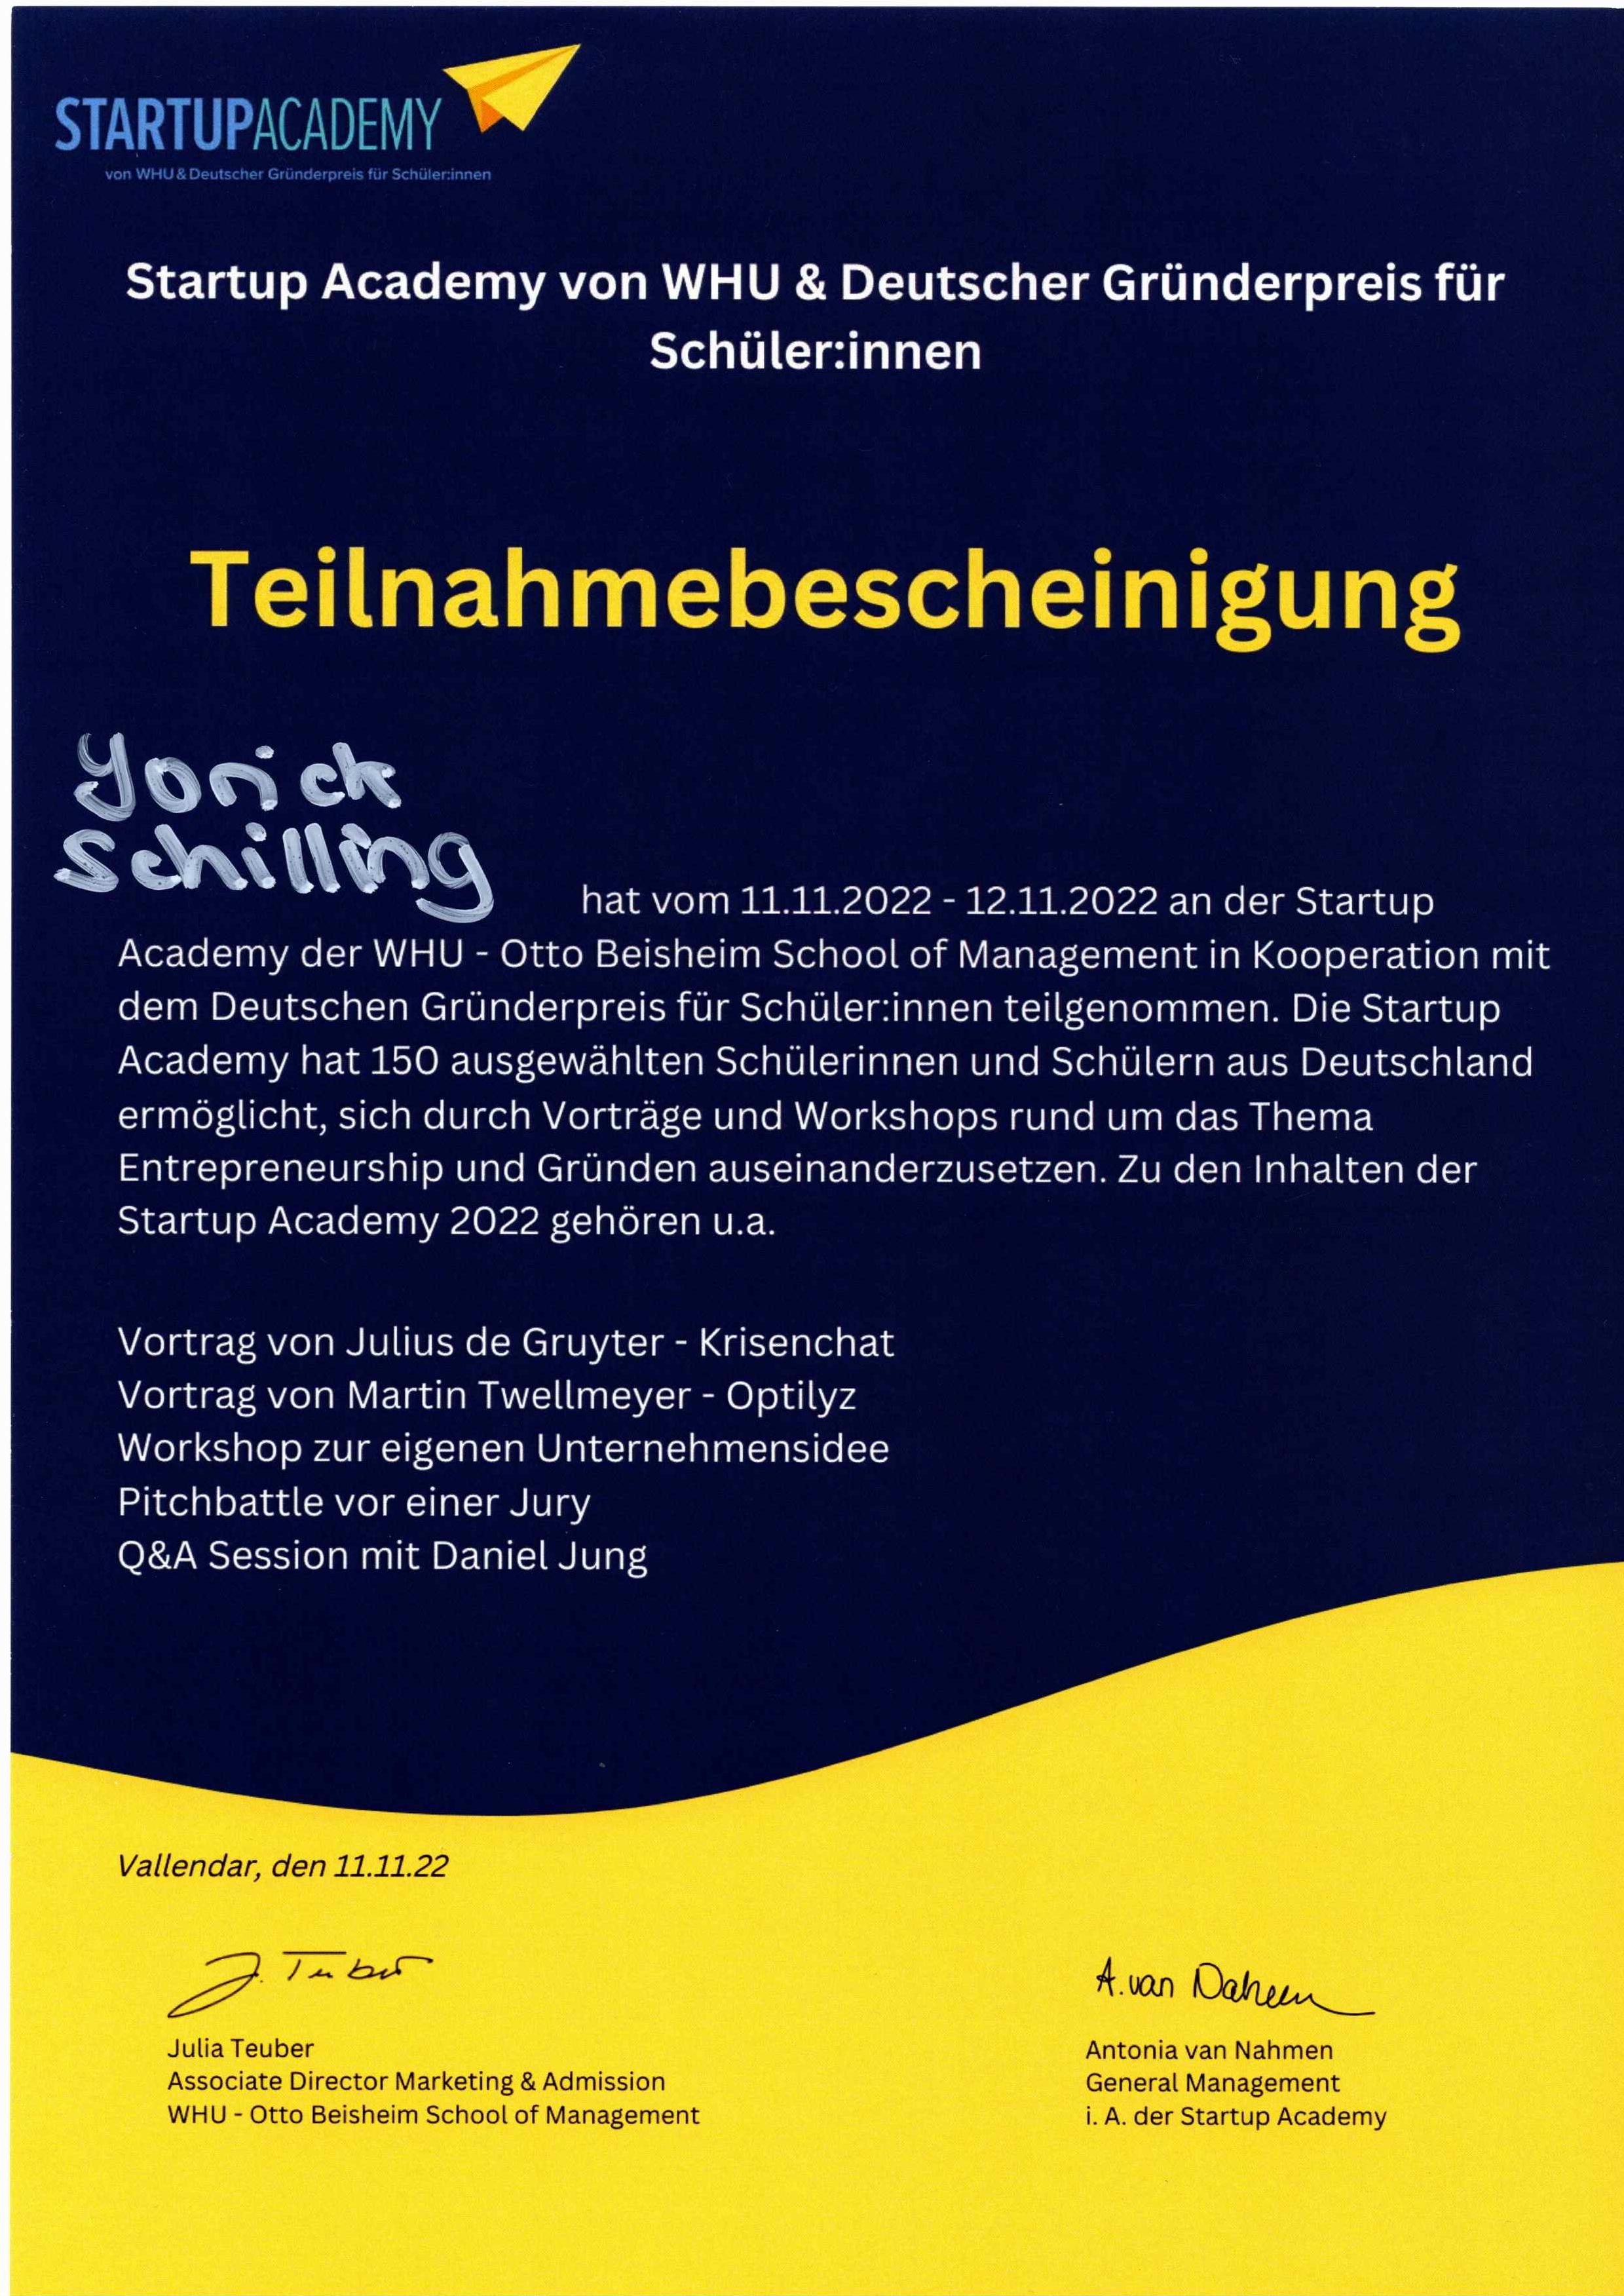 STARTUPACADEMY
von WHU & Deutscher Gründerpreis für Schüler:innen
Startup Academy von WHU & Deutscher Gründerpreis für
Schüler:innen
Teilnahmebescheinigung
Yorick
Schilling
hat vom 11.11.2022 - 12.11.2022 an der Startup
Academy der WHU - Otto Beisheim School of Management in Kooperation mit
dem Deutschen Gründerpreis für Schüler:innen teilgenommen. Die Startup
Academy hat 150 ausgewählten Schülerinnen und Schülern aus Deutschland
ermöglicht, sich durch Vorträge und Workshops rund um das Thema
Entrepreneurship und Gründen auseinanderzusetzen. Zu den Inhalten der
Startup Academy 2022 gehören u.a.
Vortrag von Julius de Gruyter - Krisenchat
Vortrag von Martin Twellmeyer - Optilyz
Workshop zur eigenen Unternehmensidee
Pitchbattle vor einer Jury
Q&A Session mit Daniel Jung
Vallendar, den 11.11.22
J. Teuber
A. van Nahmen
Julia Teuber
Antonia van Nahmen
Associate Director Marketing & Admission
General Management
WHU - Otto Beisheim School of Management
i. A. der Startup Academy